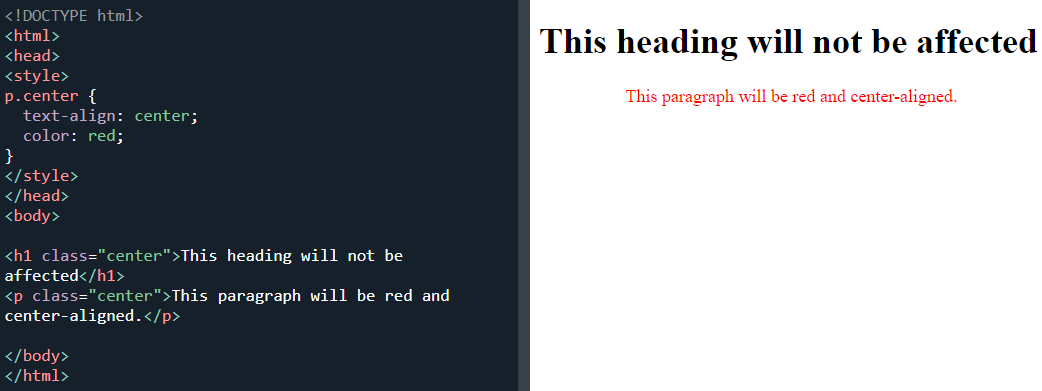 <!DOCTYPE html>
<html>
<head>
<style>
p.center {
  text-align: center;
  color: red;
}
</style>
</head>
<body>

<h1 class="center">This heading will not be
affected</h1>
<p class="center">This paragraph will be red and
center-aligned.</p>

</body>
</html>
This heading will not be affected
This paragraph will be red and center-aligned.